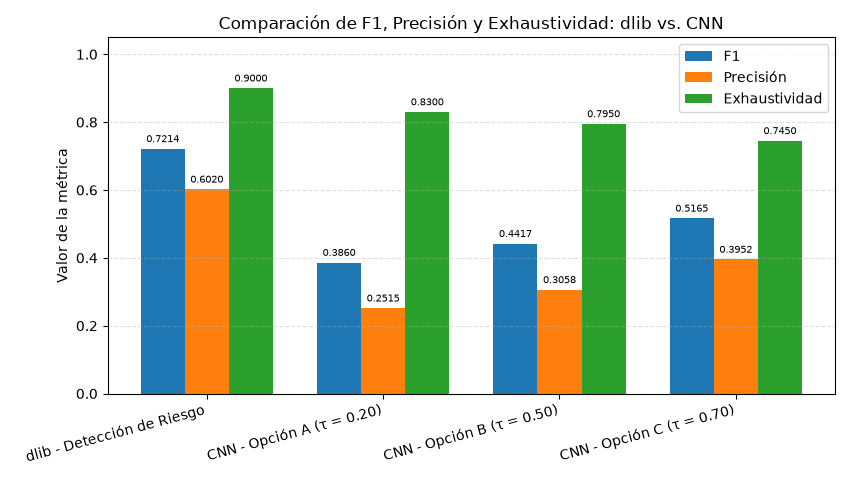 Comparación de F1, Precisión y Exhaustividad: dlib vs. CNN
F1
Precisión
Exhaustividad
Valor de la métrica
1.0
0.8
0.6
0.4
0.2
0.0
0.7214
0.6020
0.9000
0.3860
0.2515
0.8300
0.4417
0.3058
0.7950
0.5165
0.3952
0.7450
dlib - Detección de Riesgo
CNN - Opción A (τ = 0.20)
CNN - Opción B (τ = 0.50)
CNN - Opción C (τ = 0.70)